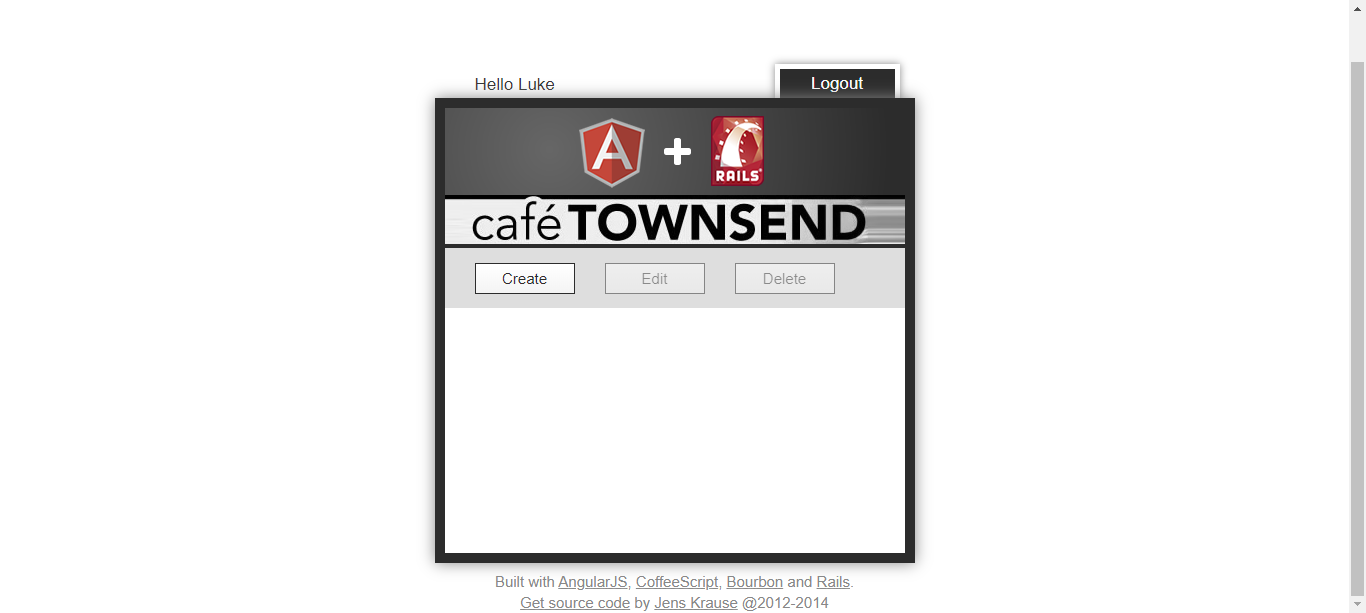 Hello Luke
Logout
A
RAILS
café TOWNSEND
Create
Edit
Delete
Built with AngularJS, CoffeeScript, Bourbon and Rails.
Get source code by Jens Krause @2012-2014